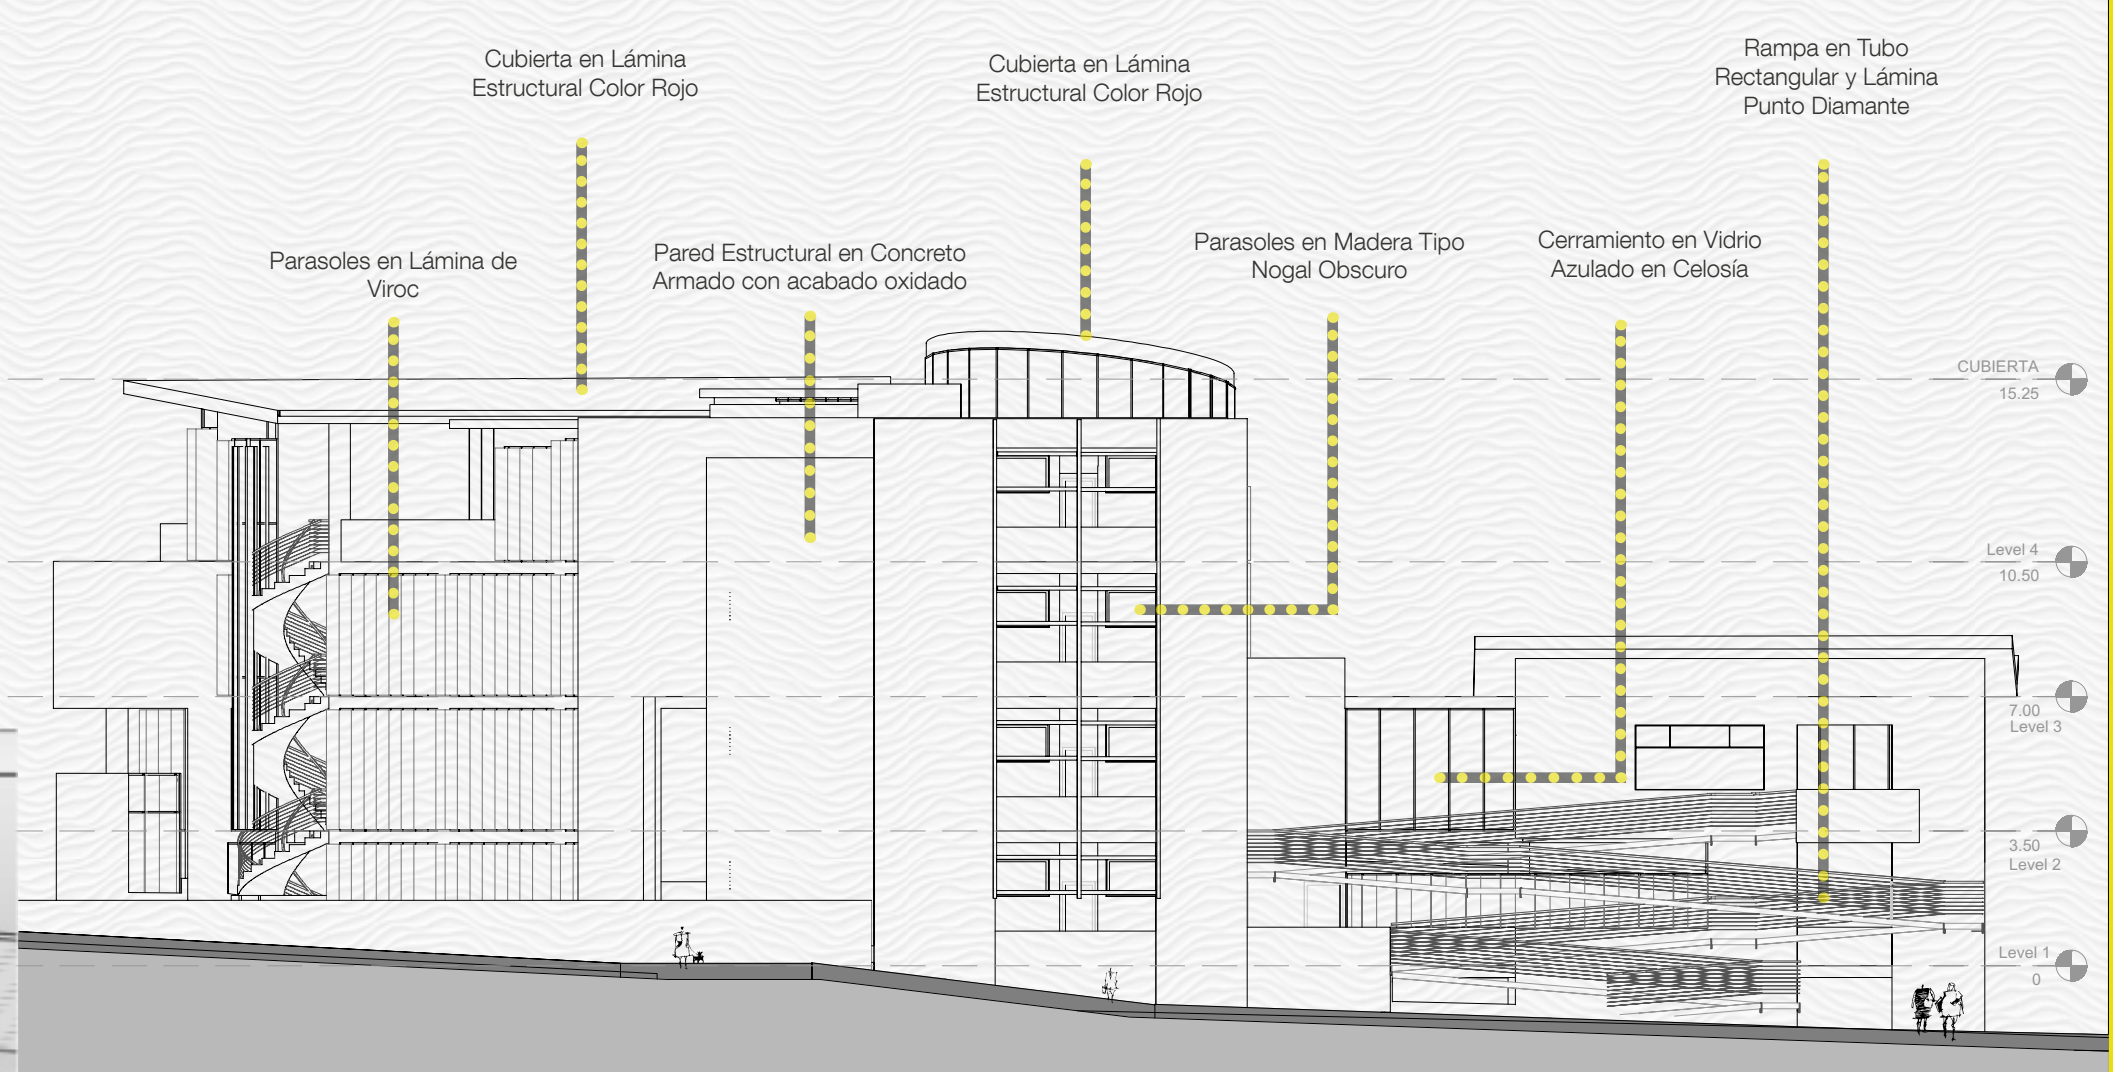 Cubierta en Lámina
Estructural Color Rojo
Cubierta en Lámina
Estructural Color Rojo
Rampa en Tubo
Rectangular y Lámina
Punto Diamante
Parasoles en Lámina de
Viroc
Pared Estructural en Concreto
Armado con acabado oxidado
Parasoles en Madera Tipo
Nogal Obscuro
Cerramiento en Vidrio
Azulado en Celosía
CUBIERTA
15.25
Level 4
10.50
7.00
Level 3
3.50
Level 2
Level 1
0